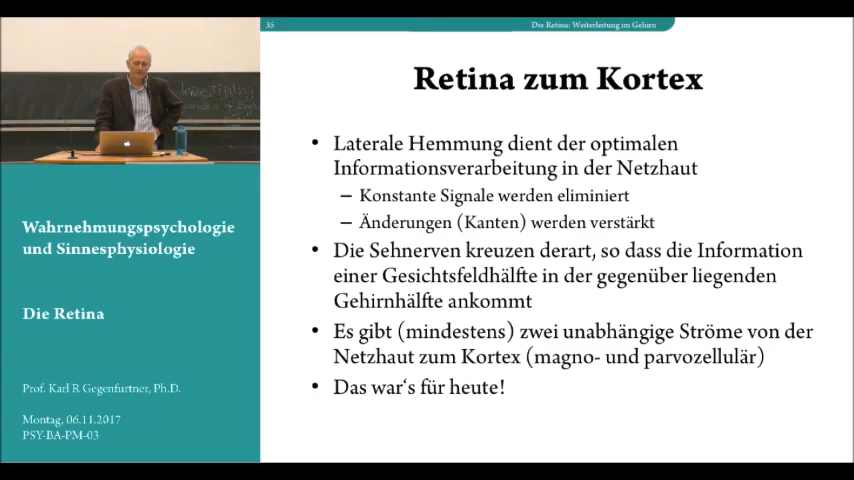 35
Die Retina: Weiterleitung im Gehirn
Retina zum Kortex
• Laterale Hemmung dient der optimalen
Informationsverarbeitung in der Netzhaut
– Konstante Signale werden eliminiert
– Änderungen (Kanten) werden verstärkt
• Die Sehnerven kreuzen derart, so dass die Information
einer Gesichtsfeldhälfte in der gegenüber liegenden
Gehirnhälfte ankommt
• Es gibt (mindestens) zwei unabhängige Ströme von der
Netzhaut zum Kortex (magno- und parvozellulär)
• Das war‘s für heute!
Wahrnehmungspsychologie
und Sinnesphysiologie
Die Retina
Prof. Karl R Gegenfurtner, Ph.D.
Montag, 06.11.2017
PSY-BA-PM-03